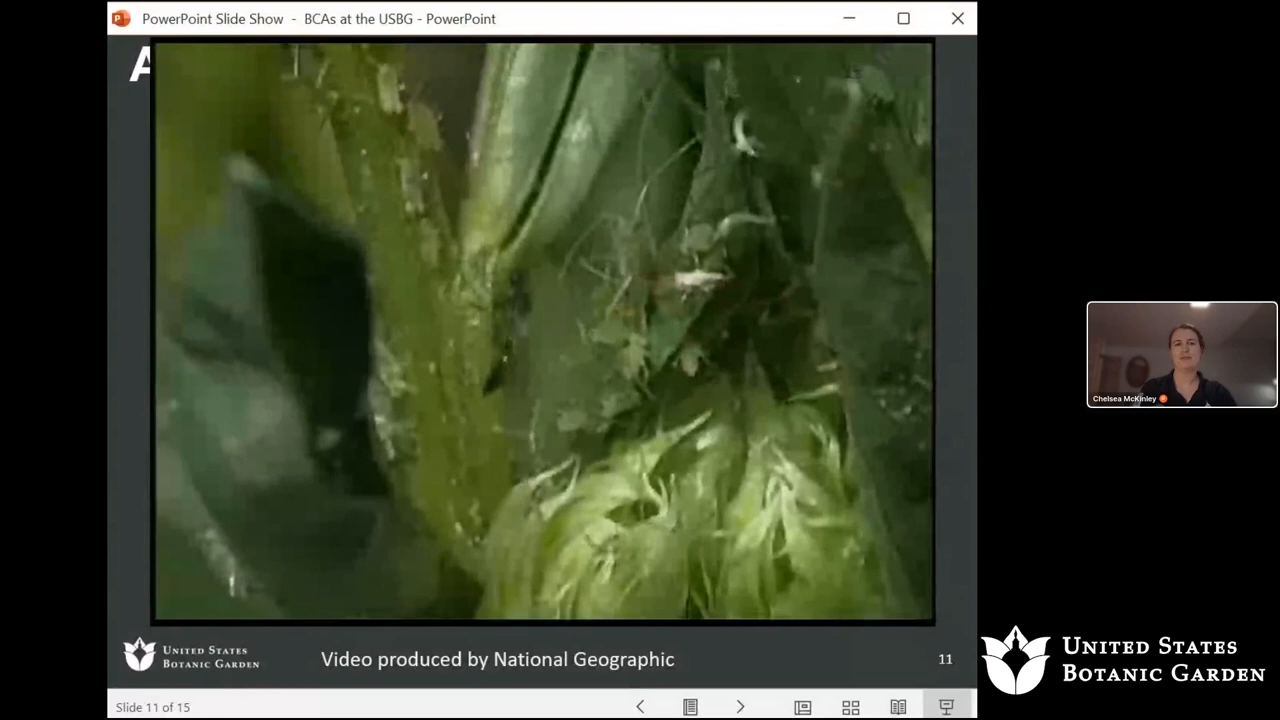 PowerPoint Slide Show - BCAs at the USBG - PowerPoint
A
Chelsea McKinley
UNITED STATES
BOTANIC GARDEN
Video produced by National Geographic
11
UNITED STATES
BOTANIC GARDEN
Slide 11 of 15